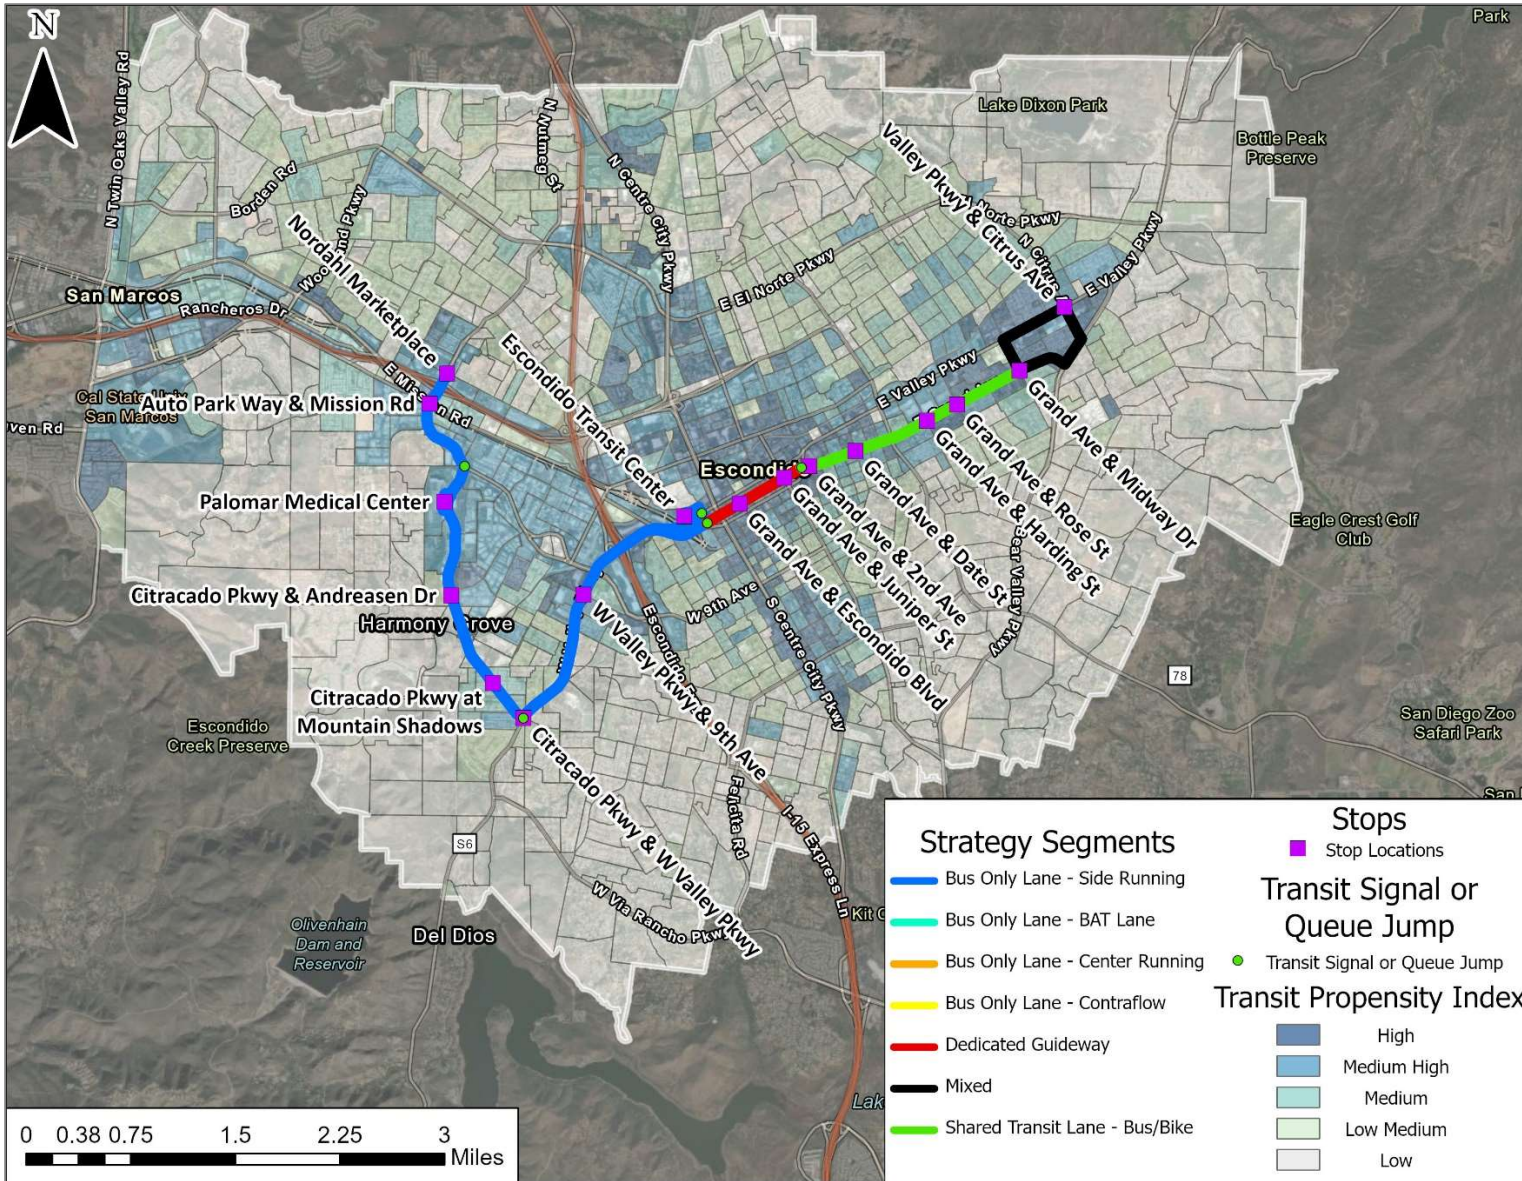 N
Park
Lake Dixon Park
Bottle Peak
Preserve
N Twin Oaks Valley Rd
Borden Rd
N Nutmeg St
N Centre City Pkwy
Valley Pkwy & Citrus Ave
Norte Pkwy
N Citrus
E Valley Pkwy
Nordahl Marketplace
San Marcos
Rancheros Dr
E El Norte Pkwy
Escondido Transit Center
E Mission Rd
E Valley Pkwy
Cal State Univ
San Marcos
Auto Park Way & Mission Rd
Grand Ave & Midway Dr
Grand Ave & Rose St
Grand Ave & Harding St
Grand Ave & Date St
Grand Ave & 2nd Ave
Grand Ave & Juniper St
Grand Ave & Escondido Blvd
Escondido
Palomar Medical Center
Eagle Crest Golf
Club
Bear Valley Pkwy
Citracado Pkwy & Andreasen Dr
W 9th Ave
S Centre City Pkwy
Harmony Grove
W Valley Pkwy & 9th Ave
78
Citracado Pkwy at
Mountain Shadows
Escondido
Creek Preserve
San Diego Zoo
Safari Park
Citracado Pkwy & W Valley Pkwy
Felicita Rd
I-15 Express Ln
S6
W Via Rancho Pkwy
Olivenhain
Dam and
Reservoir
Del Dios
Kit
Lake
Strategy Segments
Bus Only Lane - Side Running
Bus Only Lane - BAT Lane
Bus Only Lane - Center Running
Bus Only Lane - Contraflow
Dedicated Guideway
Mixed
Shared Transit Lane - Bus/Bike
Stops
Stop Locations
Transit Signal or
Queue Jump
Transit Signal or Queue Jump
Transit Propensity Index
High
Medium High
Medium
Low Medium
Low
0 0.38 0.75 1.5 2.25 3
Miles